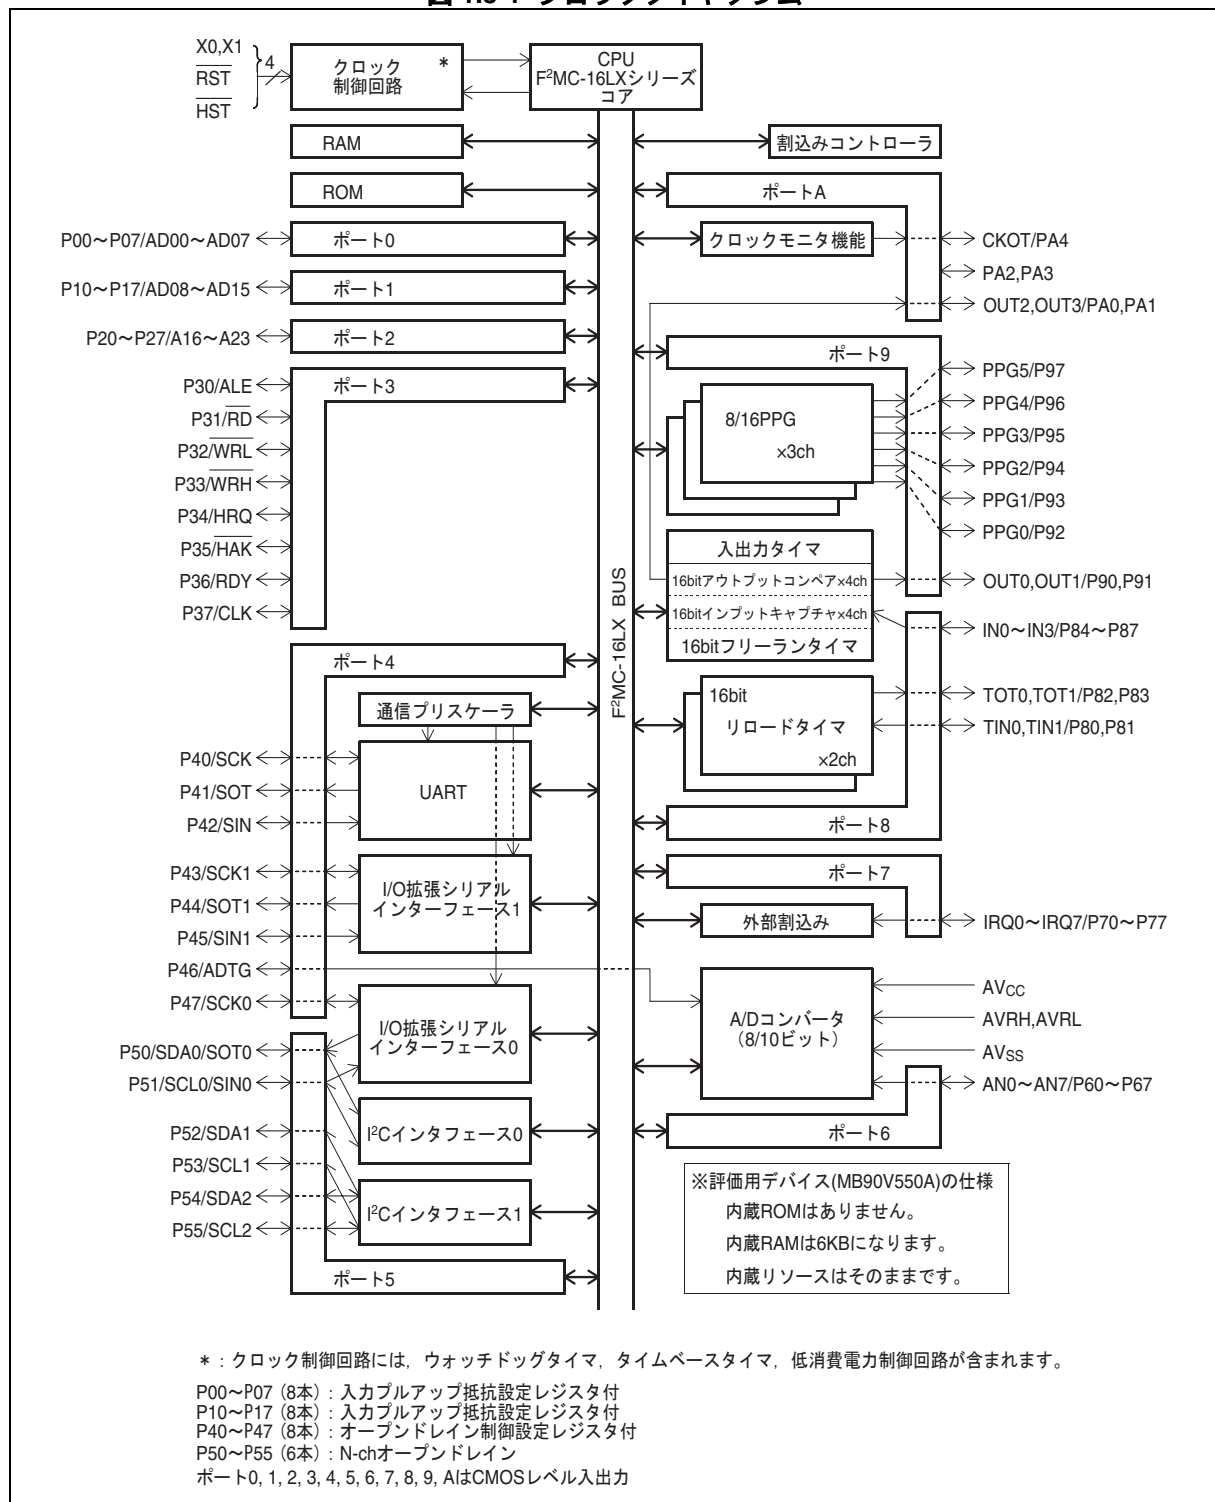 X0,X1
RST
HST
4
クロック
制御回路
*
CPU
F²MC-16LXシリーズ
コア
RAM
ROM
割込みコントローラ
ポートA
P00〜P07/AD00〜AD07
ポート0
クロックモニタ機能
CKOT/PA4
PA2,PA3
P10〜P17/AD08〜AD15
ポート1
OUT2,OUT3/PA0,PA1
P20〜P27/A16〜A23
ポート2
ポート9
P30/ALE
P31/RD
P32/WRL
P33/WRH
P34/HRQ
P35/HAK
P36/RDY
P37/CLK
ポート3
8/16PPG
×3ch
PPG5/P97
PPG4/P96
PPG3/P95
PPG2/P94
PPG1/P93
PPG0/P92
F²MC-16LX BUS
入出力タイマ
16bitアウトプットコンペア×4ch
16bitインプットキャプチャ×4ch
16bitフリーランタイマ
OUT0,OUT1/P90,P91
IN0〜IN3/P84〜P87
ポート4
通信プリスケーラ
16bit
リロードタイマ
×2ch
TOT0,TOT1/P82,P83
TIN0,TIN1/P80,P81
P40/SCK
P41/SOT
P42/SIN
UART
ポート8
P43/SCK1
P44/SOT1
P45/SIN1
I/O拡張シリアル
インターフェース1
ポート7
外部割込み
IRQ0〜IRQ7/P70〜P77
P46/ADTG
P47/SCK0
I/O拡張シリアル
インターフェース0
A/Dコンバータ
(8/10ビット)
AVCC
AVRH,AVRL
AVSS
AN0〜AN7/P60〜P67
P50/SDA0/SOT0
P51/SCL0/SIN0
I²Cインタフェース0
ポート6
P52/SDA1
P53/SCL1
P54/SDA2
P55/SCL2
I²Cインタフェース1
ポート5
※評価用デバイス(MB90V550A)の仕様
内蔵ROMはありません。
内蔵RAMは6KBになります。
内蔵リソースはそのままです。
*：クロック制御回路には，ウォッチドッグタイマ，タイムベースタイマ，低消費電力制御回路が含まれます。
P00〜P07 (8本)：入力プルアップ抵抗設定レジスタ付
P10〜P17 (8本)：入力プルアップ抵抗設定レジスタ付
P40〜P47 (8本)：オープンドレイン制御設定レジスタ付
P50〜P55 (6本)：N-chオープンドレイン
ポート0, 1, 2, 3, 4, 5, 6, 7, 8, 9, AはCMOSレベル入出力